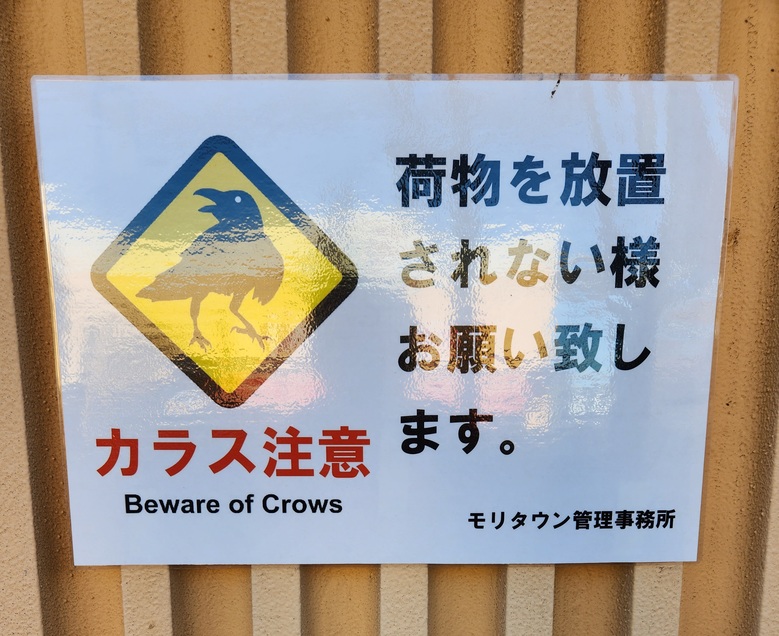 カラス注意
Beware of Crows
荷物を放置
されない様
お願い致し
ます。
モリタウン管理事務所